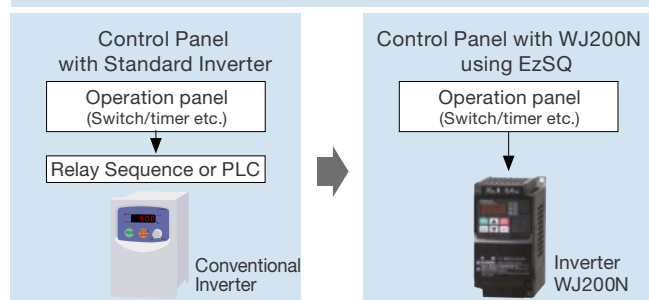 Control Panel
with Standard Inverter
Operation panel
(Switch/timer etc.)
Relay Sequence or PLC
Conventional
Inverter
Control Panel with WJ200N
using EzSQ
Operation panel
(Switch/timer etc.)
Inverter
WJ200N